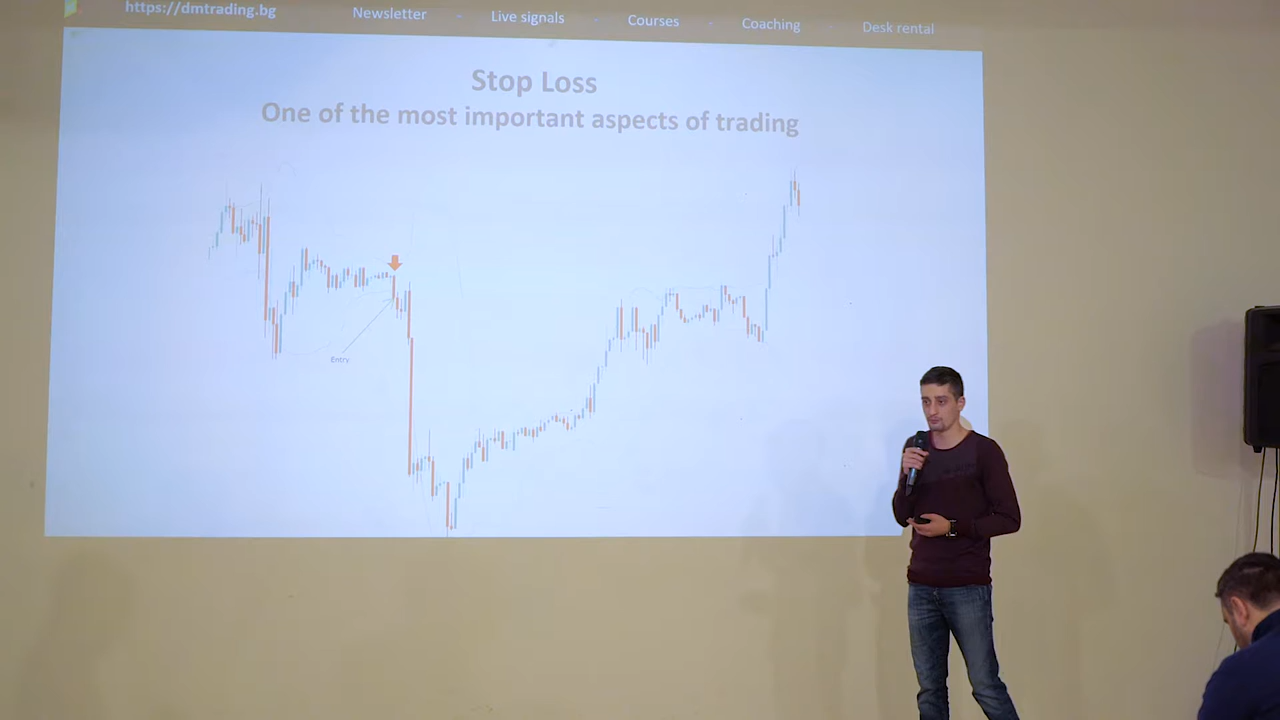 https://dmtrading.bg Newsletter - Live signals - Courses - Coaching - Desk rental
Stop Loss
One of the most important aspects of trading
Entry